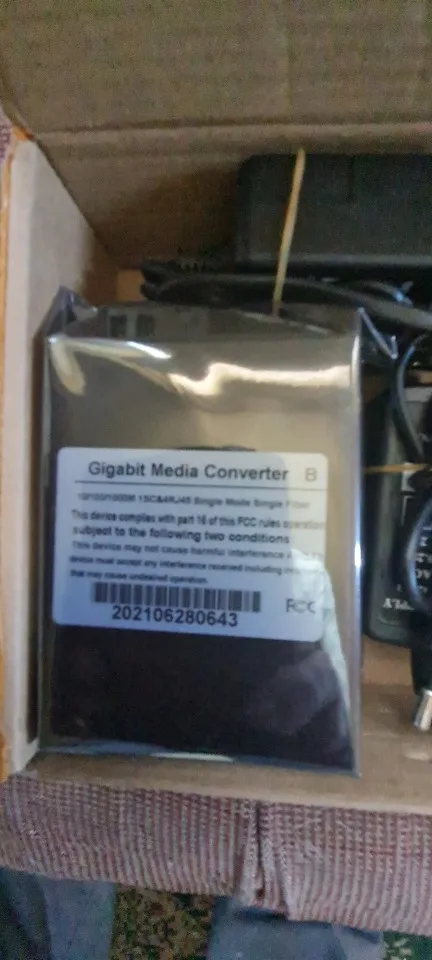 Gigabit Media Converter B
10/100/1000M 1SC&4RJ45 Single Mode Single Fiber
This device complies with part 15 of this FCC rules operation
subject to the following two conditions
This device may not cause harmful interference
device must accept any interference received including
that may cause undesired operation.
202106280643
FCC
PLY